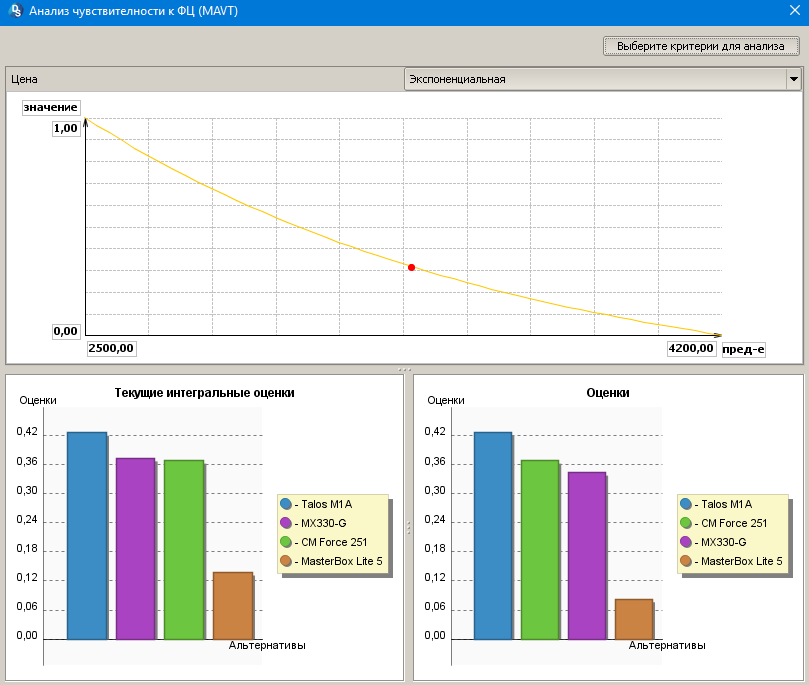 Анализ чувствителности к ФЦ (MAVT)
Выберите критерии для анализа
Цена
Экспоненциальная
значение
1,00
0,00
2500,00
4200,00
пред-е
Текущие интегральные оценки
Оценки
0,42
0,36
0,30
0,24
0,18
0,12
0,06
0,00
- Talos M1A
- MX330-G
- CM Force 251
- MasterBox Lite 5
Альтернативы
Оценки
Оценки
0,42
0,36
0,30
0,24
0,18
0,12
0,06
0,00
- Talos M1A
- CM Force 251
- MX330-G
- MasterBox Lite 5
Альтернативы